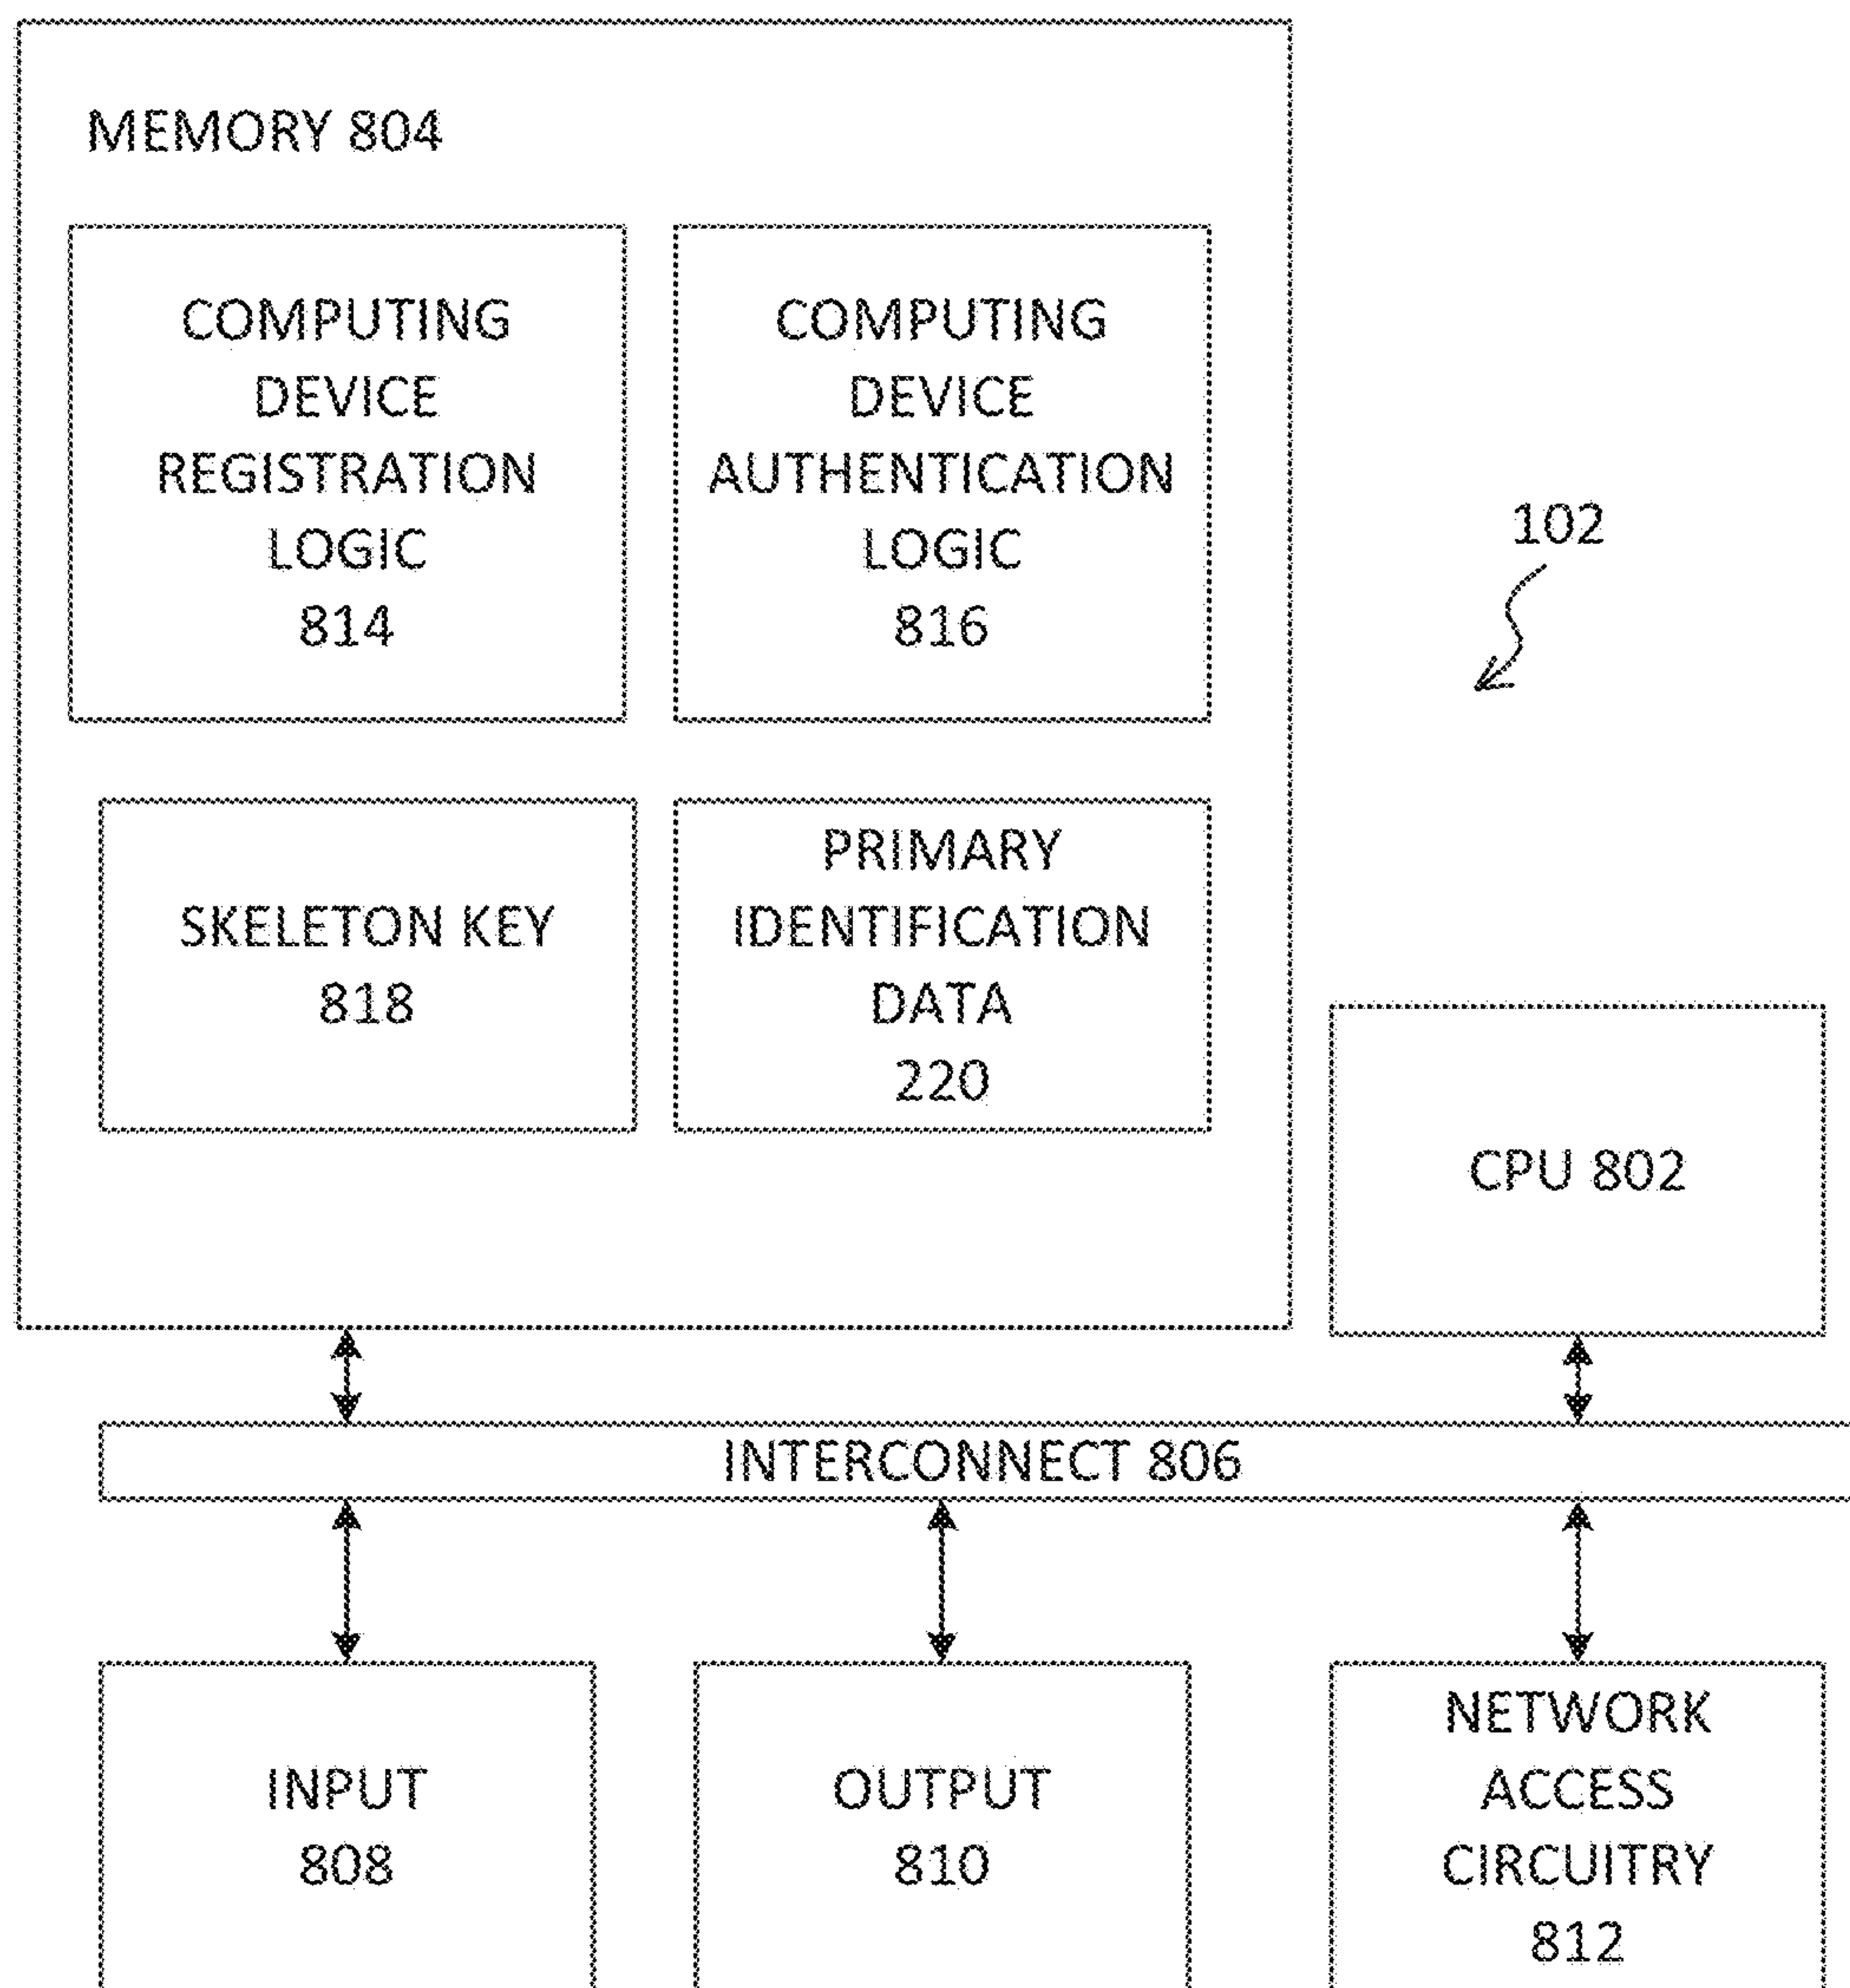 MEMORY 804
COMPUTING
DEVICE
REGISTRATION
LOGIC
814
COMPUTING
DEVICE
AUTHENTICATION
LOGIC
816
102
SKELETON KEY
818
PRIMARY
IDENTIFICATION
DATA
220
CPU 802
INTERCONNECT 806
INPUT
808
OUTPUT
810
NETWORK
ACCESS
CIRCUITRY
812